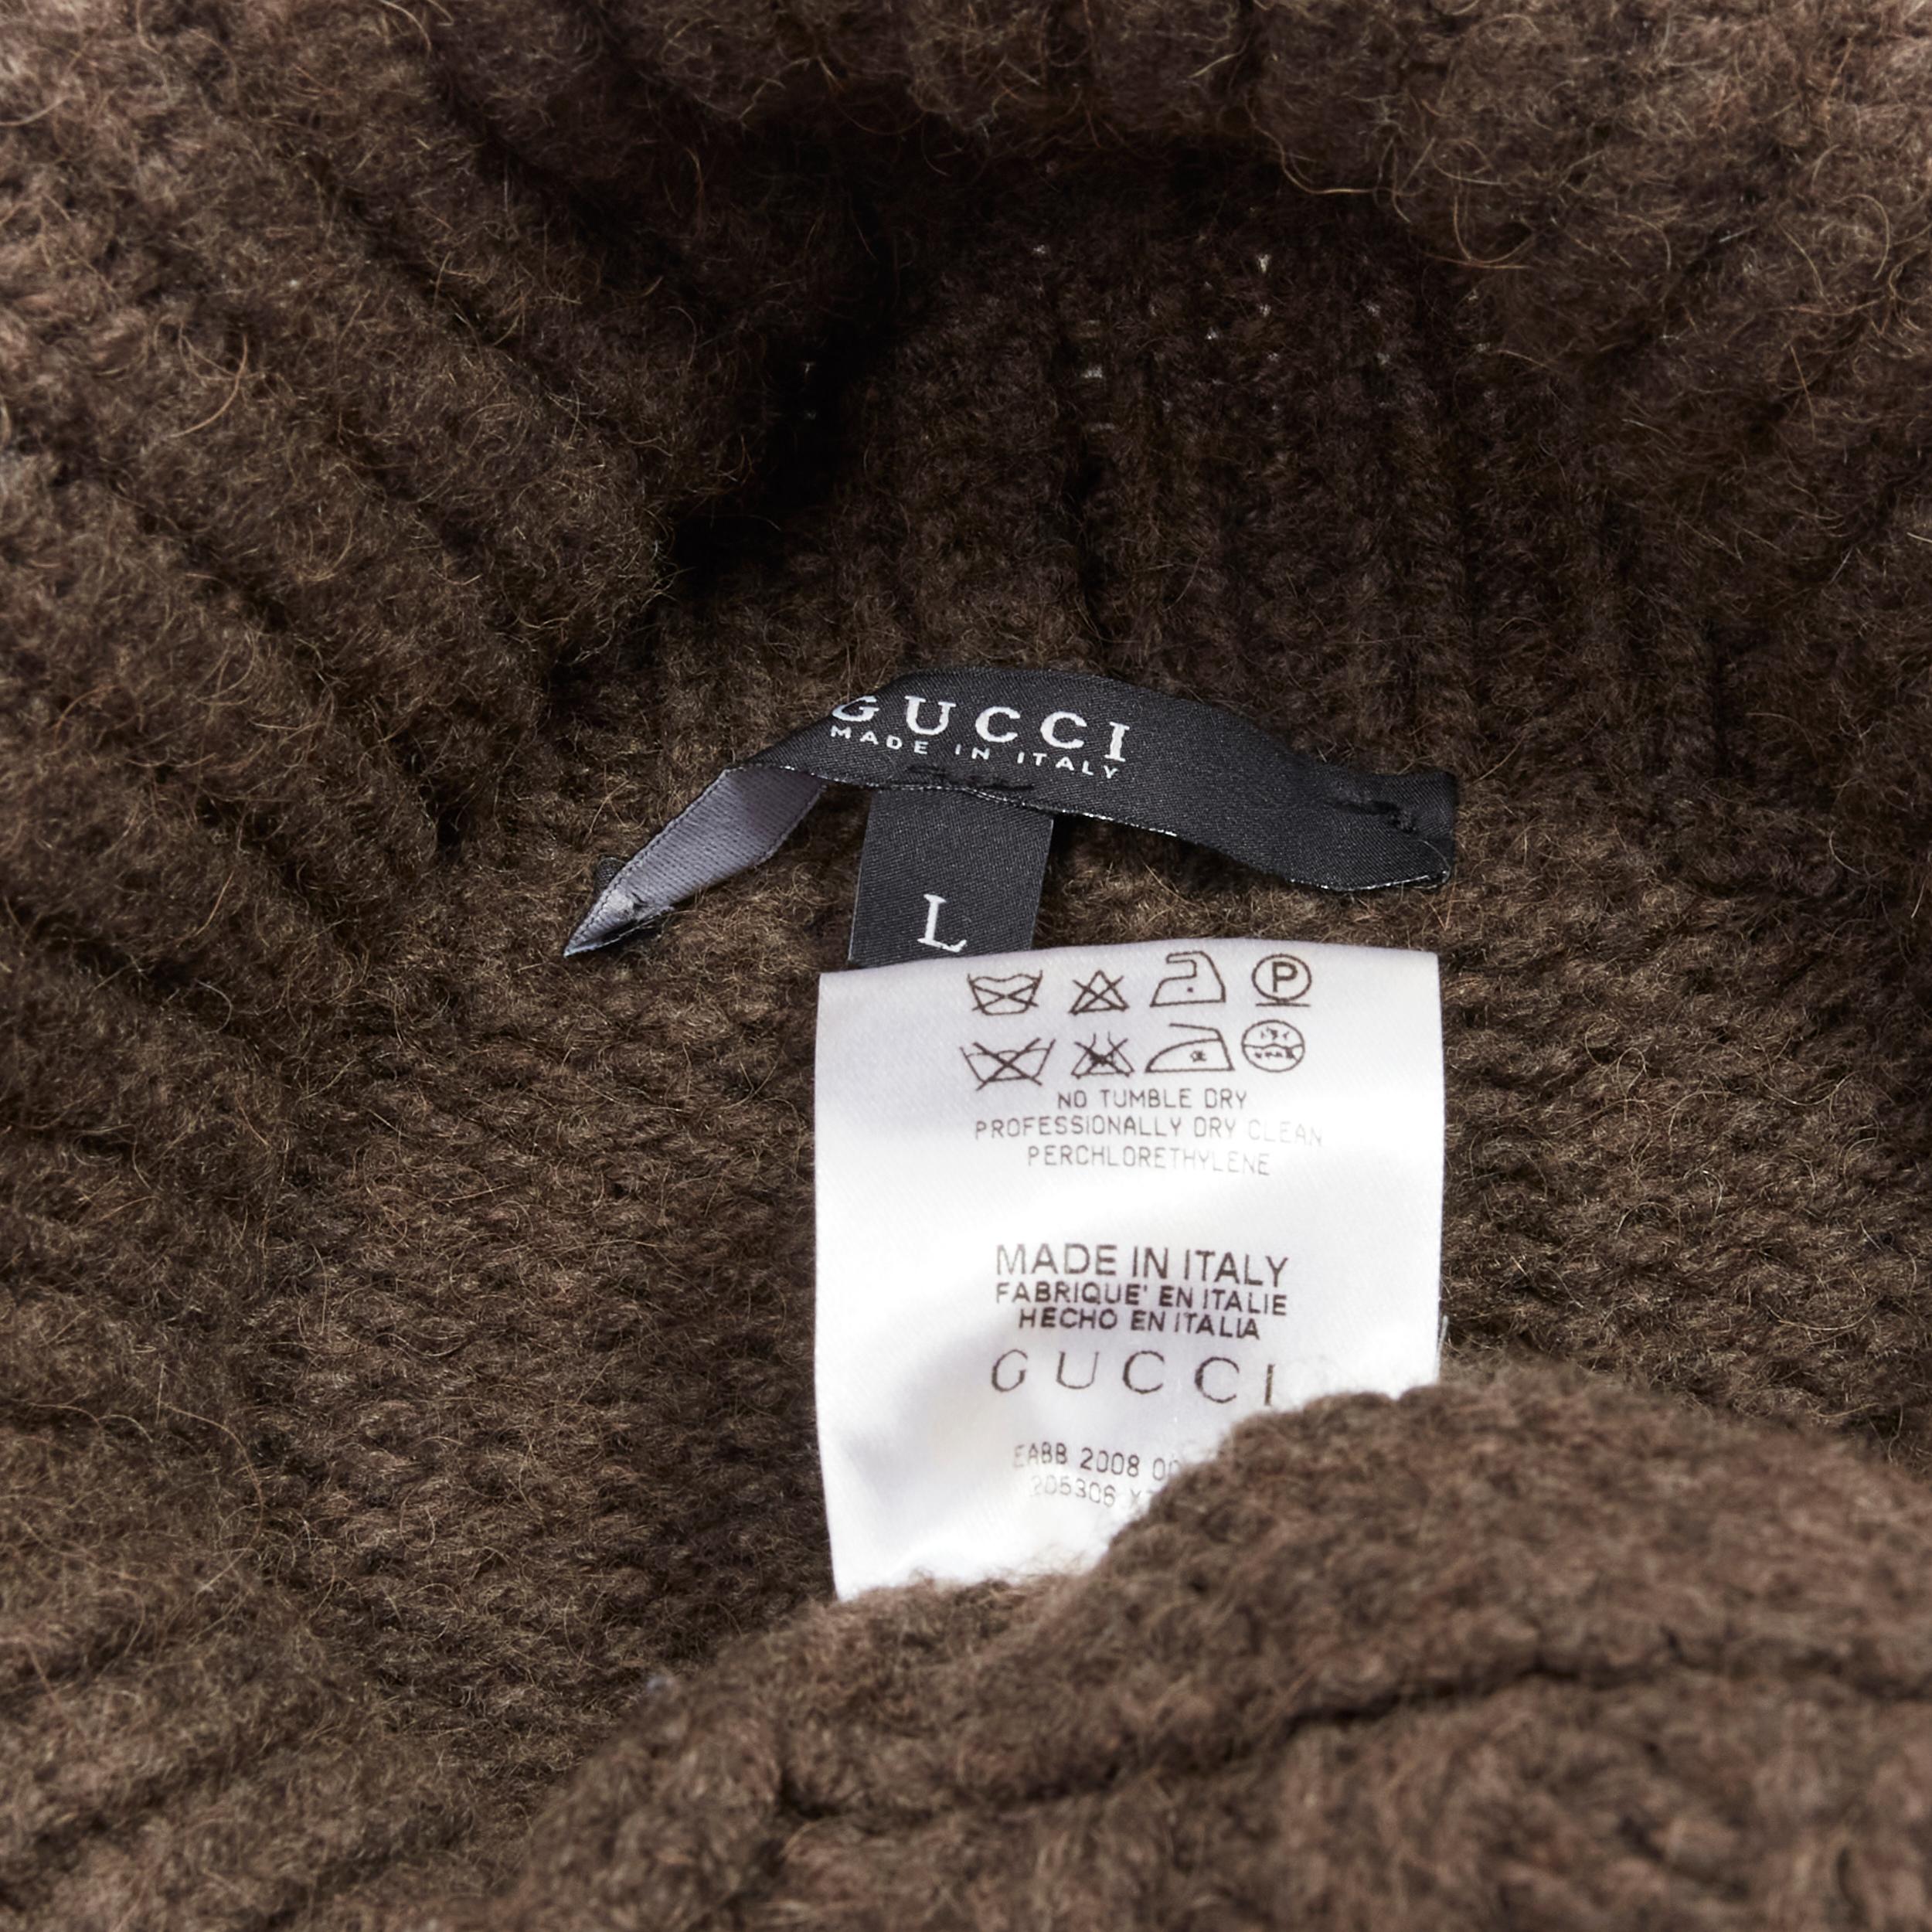 GUCCI
MADE IN ITALY
L
P
NO TUMBLE DRY
PROFESSIONALLY DRY CLEAN
PERCHLORETHYLENE
MADE IN ITALY
FABRIQUE' EN ITALIE
HECHO EN ITALIA
GUCCI
EABB 2008
205306